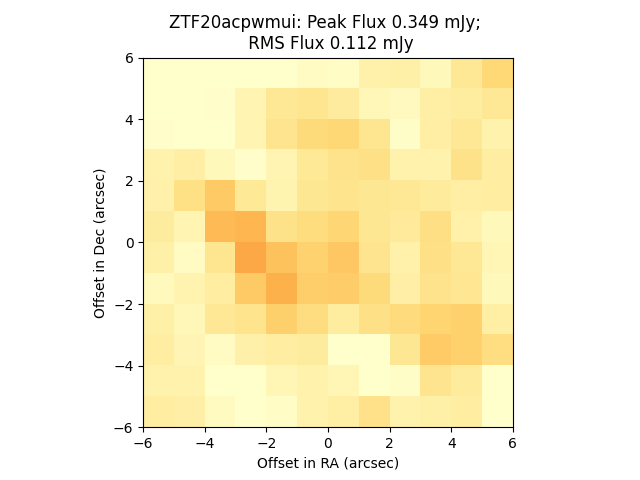 ZTF20acpwmui: Peak Flux 0.349 mJy;
RMS Flux 0.112 mJy
6
4
2
0
−2
−4
−6
Offset in Dec (arcsec)
−6 −4 −2 0 2 4 6
Offset in RA (arcsec)